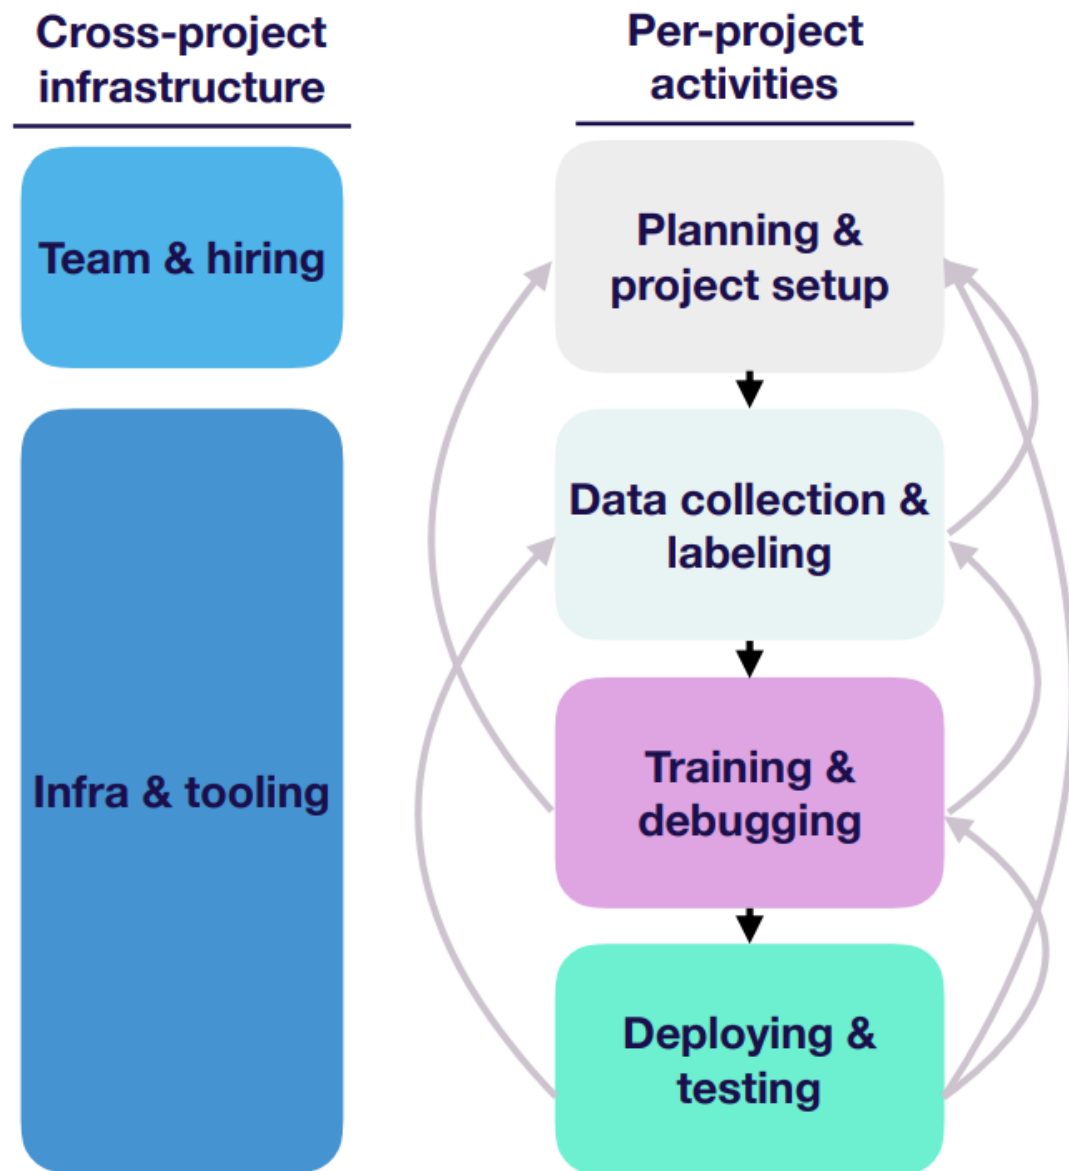 Cross-project
infrastructure
Per-project
activities
Team & hiring
Infra & tooling
Planning &
project setup
Data collection &
labeling
Training &
debugging
Deploying &
testing